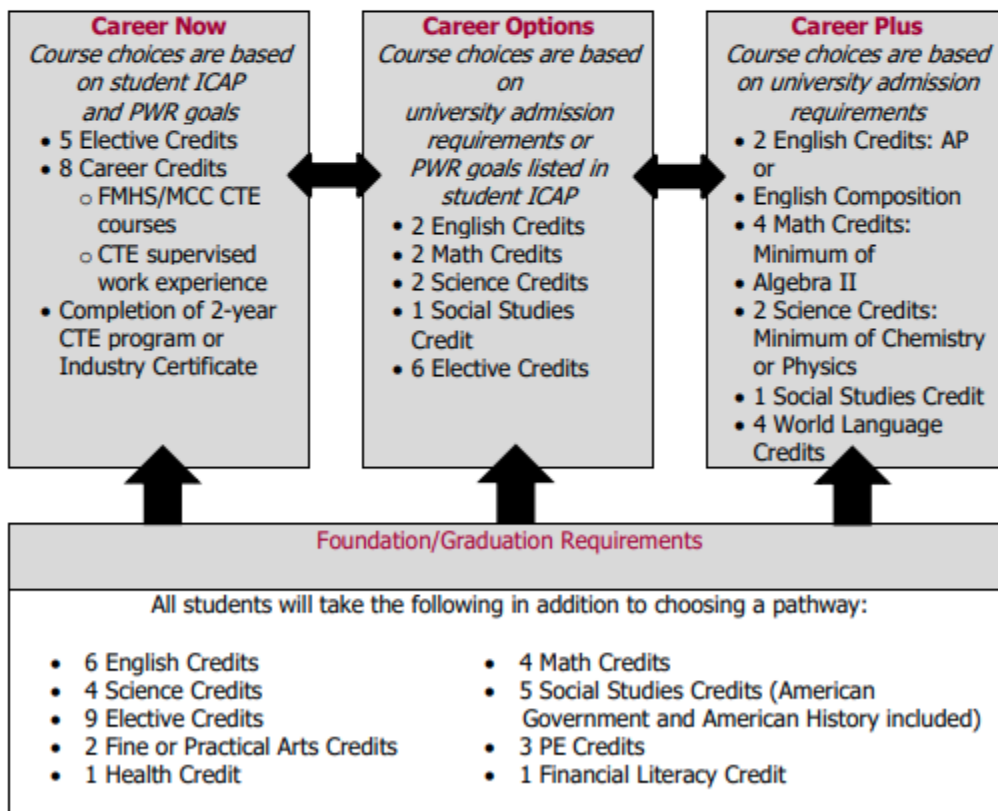 Career Now
Course choices are based
on student ICAP
and PWR goals
• 5 Elective Credits
• 8 Career Credits
o FMHS/MCC CTE
courses
o CTE supervised
work experience
• Completion of 2-year
CTE program or
Industry Certificate
Career Options
Course choices are based
on
university admission
requirements or
PWR goals listed in
student ICAP
• 2 English Credits
• 2 Math Credits
• 2 Science Credits
• 1 Social Studies
Credit
• 6 Elective Credits
Career Plus
Course choices are based
on university admission
requirements
• 2 English Credits: AP
or
• English Composition
• 4 Math Credits:
Minimum of
• Algebra II
• 2 Science Credits:
Minimum of Chemistry
or Physics
• 1 Social Studies Credit
• 4 World Language
Credits
Foundation/Graduation Requirements
All students will take the following in addition to choosing a pathway:
• 6 English Credits
• 4 Science Credits
• 9 Elective Credits
• 2 Fine or Practical Arts Credits
• 1 Health Credit
• 4 Math Credits
• 5 Social Studies Credits (American
Government and American History included)
• 3 PE Credits
• 1 Financial Literacy Credit